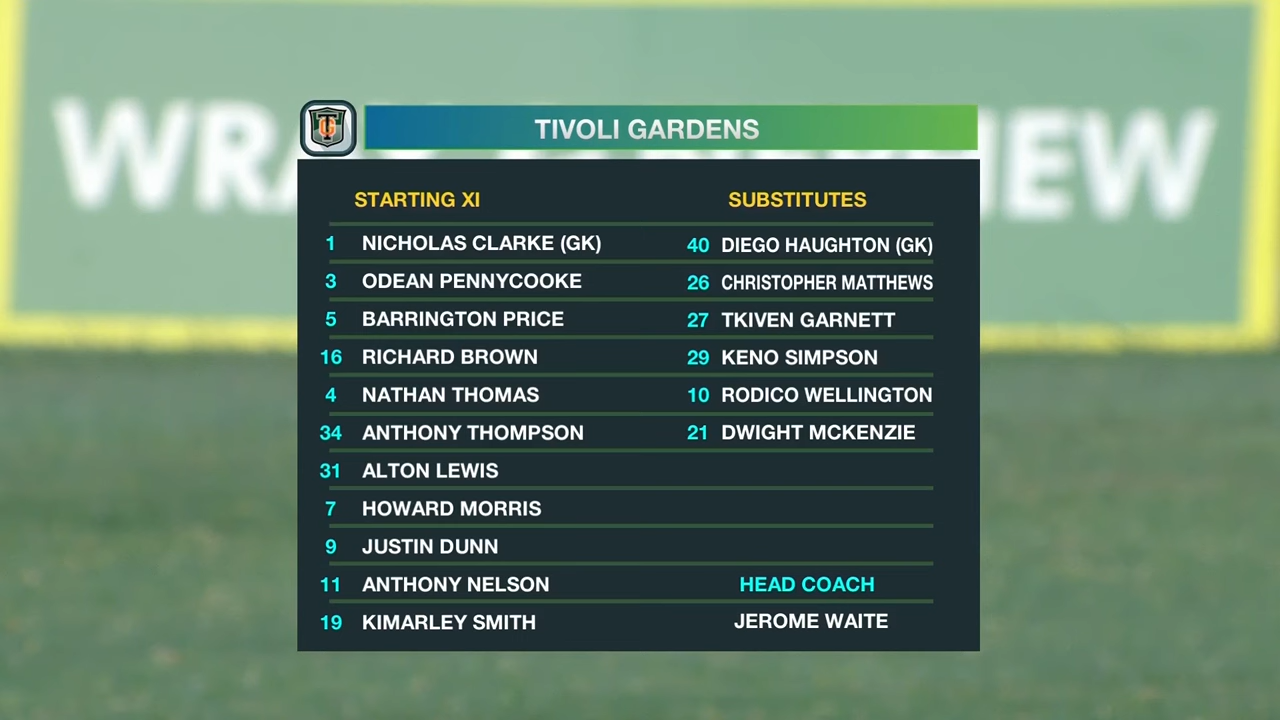 TIVOLI GARDENS
STARTING XI
1 NICHOLAS CLARKE (GK)
3 ODEAN PENNYCOOKE
5 BARRINGTON PRICE
16 RICHARD BROWN
4 NATHAN THOMAS
34 ANTHONY THOMPSON
31 ALTON LEWIS
7 HOWARD MORRIS
9 JUSTIN DUNN
11 ANTHONY NELSON
19 KIMARLEY SMITH
SUBSTITUTES
40 DIEGO HAUGHTON (GK)
26 CHRISTOPHER MATTHEWS
27 TKIVEN GARNETT
29 KENO SIMPSON
10 RODICO WELLINGTON
21 DWIGHT MCKENZIE
HEAD COACH
JEROME WAITE